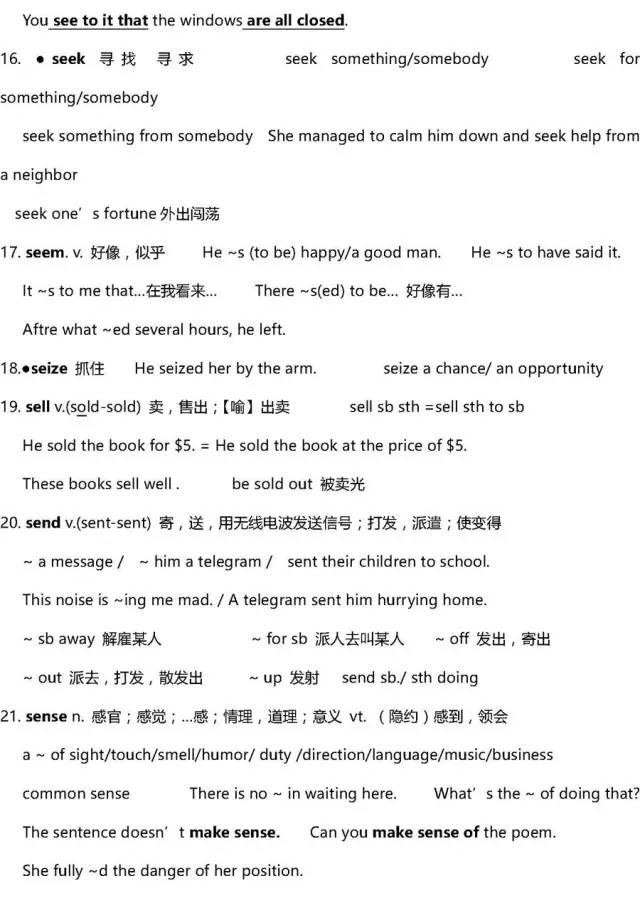 You see to it that the windows are all closed.
16. ● seek 寻找 寻求 seek something/somebody seek for
something/somebody
seek something from somebody She managed to calm him down and seek help from
a neighbor
seek one's fortune 外出闯荡
17. seem. v. 好像，似乎 He ~s (to be) happy/a good man. He ~s to have said it.
It ~s to me that…在我看来… There ~s(ed) to be… 好像有…
Aftre what ~ed several hours, he left.
18.●seize 抓住 He seized her by the arm. seize a chance/ an opportunity
19. sell v.(sold-sold) 卖，售出；【喻】出卖 sell sb sth =sell sth to sb
He sold the book for $5. = He sold the book at the price of $5.
These books sell well . be sold out 被卖光
20. send v.(sent-sent) 寄，送，用无线电波发送信号；打发，派遣；使变得
~ a message / ~ him a telegram / sent their children to school.
This noise is ~ing me mad. / A telegram sent him hurrying home.
~ sb away 解雇某人 ~ for sb 派人去叫某人 ~ off 发出，寄出
~ out 派去，打发，散发出 ~ up 发射 send sb./ sth doing
21. sense n. 感官；感觉；…感；情理，道理；意义 vt. （隐约）感到，领会
a ~ of sight/touch/smell/humor/ duty /direction/language/music/business
common sense There is no ~ in waiting here. What's the ~ of doing that?
The sentence doesn't make sense. Can you make sense of the poem.
She fully ~d the danger of her position.